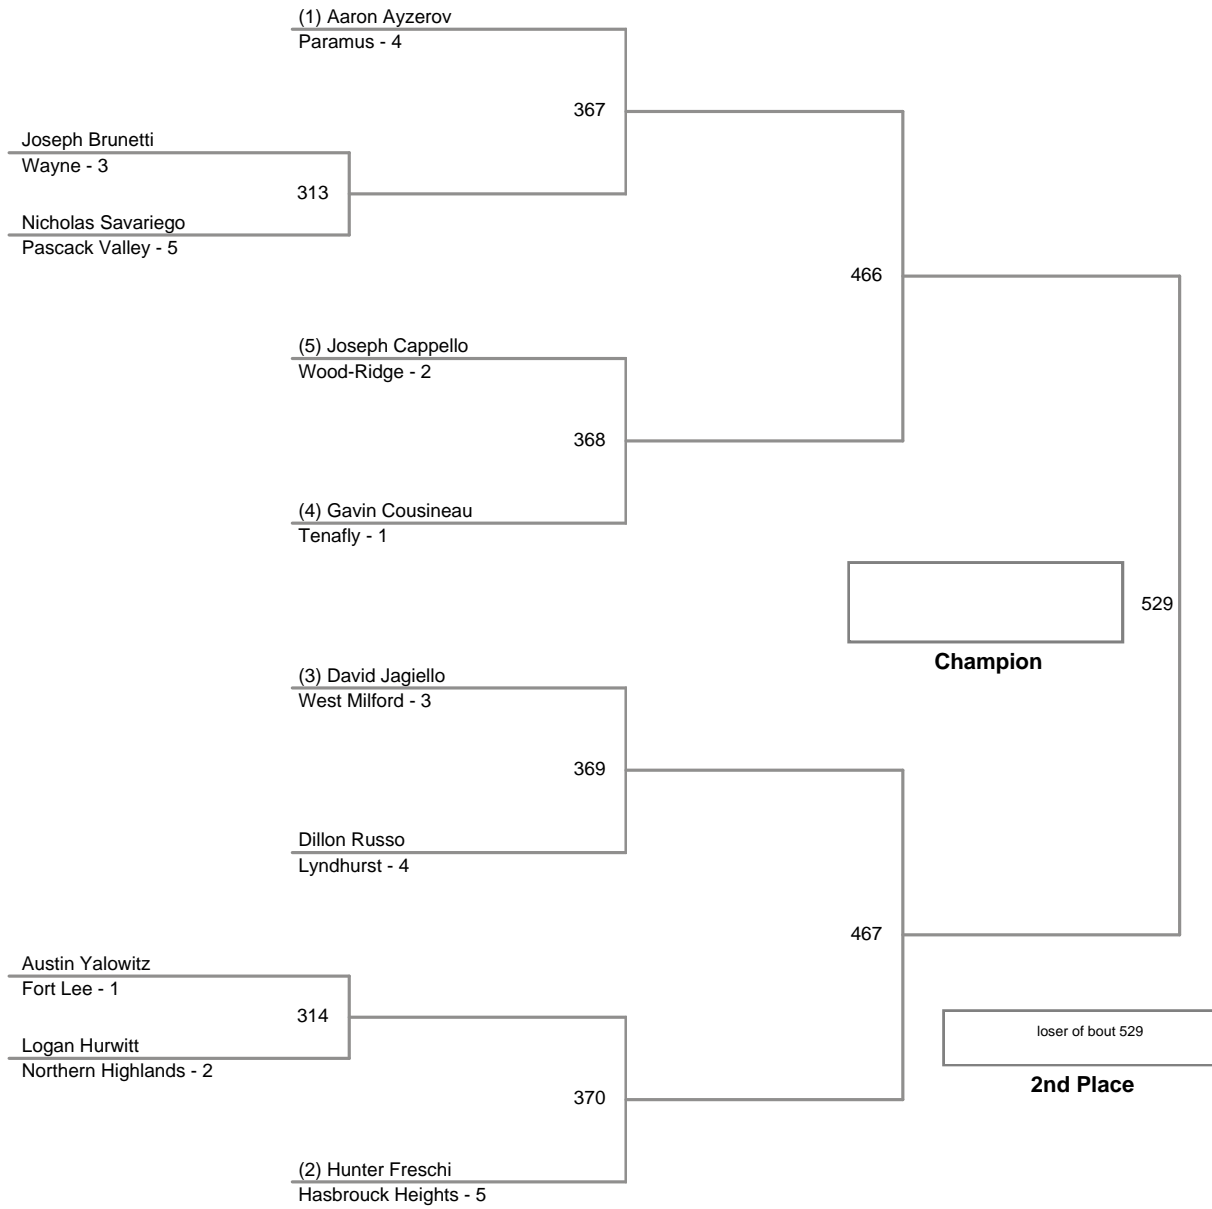 (1) Aaron Ayzerov
Paramus - 4
367
Joseph Brunetti
Wayne - 3
313
Nicholas Savariego
Pascack Valley - 5
466
(5) Joseph Cappello
Wood-Ridge - 2
368
(4) Gavin Cousineau
Tenafly - 1
529
Champion
(3) David Jagiello
West Milford - 3
369
Dillon Russo
Lyndhurst - 4
467
Austin Yalowitz
Fort Lee - 1
314
Logan Hurwitt
Northern Highlands - 2
loser of bout 529
2nd Place
370
(2) Hunter Freschi
Hasbrouck Heights - 5